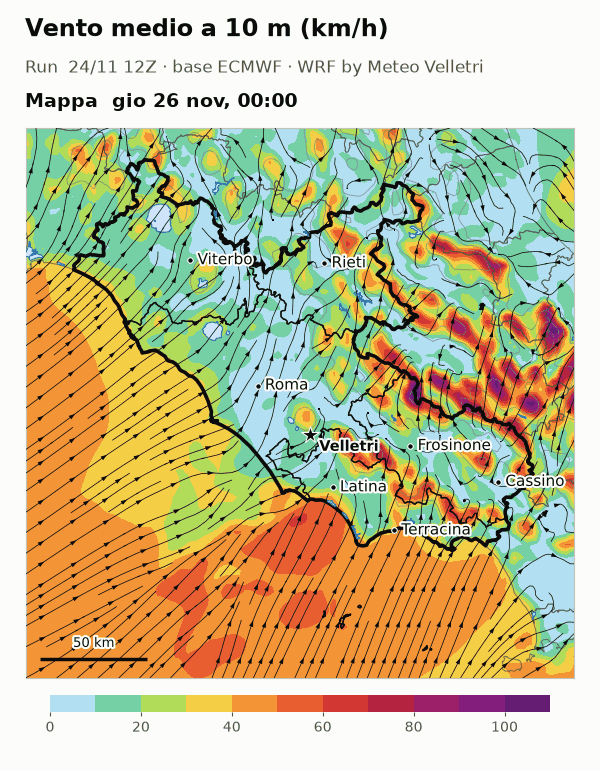 Vento medio a 10 m (km/h)
Run 24/11 12Z · base ECMWF · WRF by Meteo Velletri
Mappa gio 26 nov, 00:00
Viterbo
Rieti
Roma
Velletri
Frosinone
Cassino
Latina
Terracina
50 km
0 20 40 60 80 100